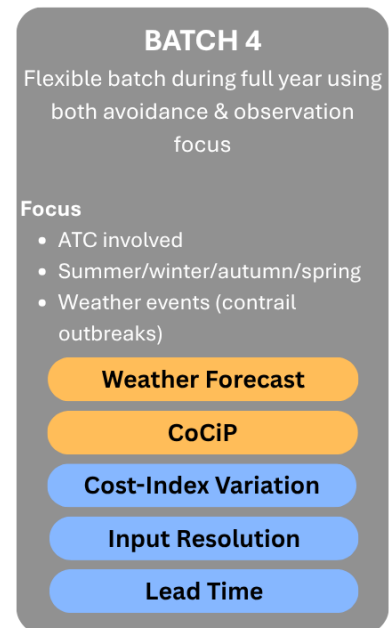 BATCH 4
Flexible batch during full year using
both avoidance & observation
focus
Focus
• ATC involved
• Summer/winter/autumn/spring
• Weather events (contrail
outbreaks)
Weather Forecast
CoCiP
Cost-Index Variation
Input Resolution
Lead Time